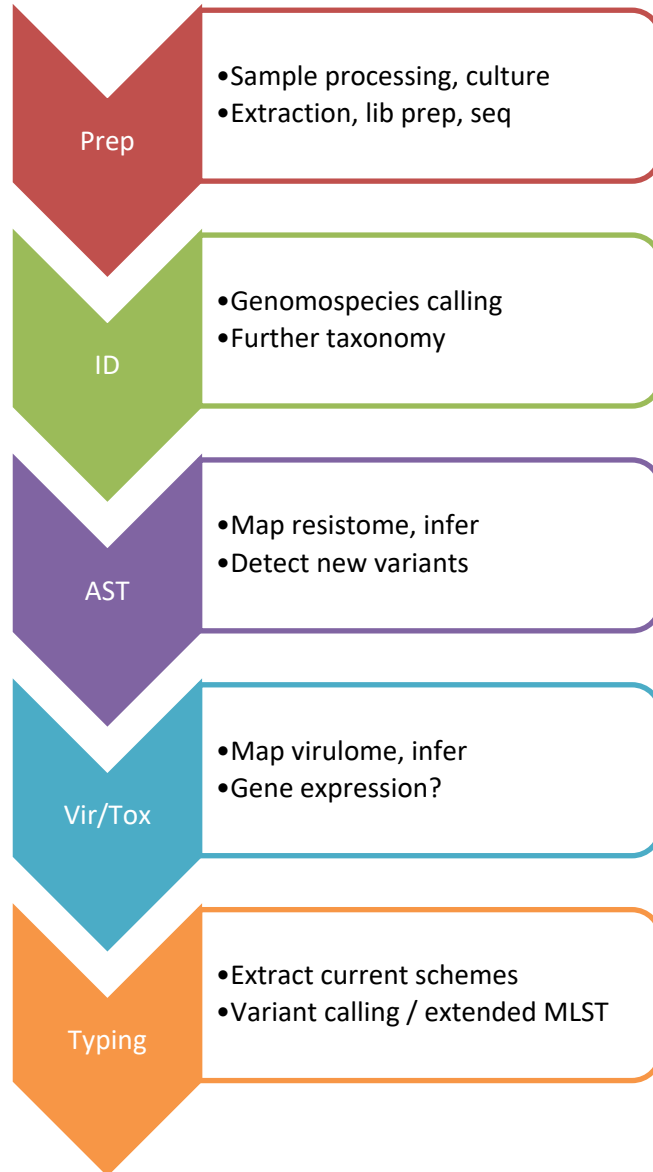 Prep
•Sample processing, culture
•Extraction, lib prep, seq
ID
•Genomospecies calling
•Further taxonomy
AST
•Map resistome, infer
•Detect new variants
Vir/Tox
•Map virulome, infer
•Gene expression?
Typing
•Extract current schemes
•Variant calling / extended MLST